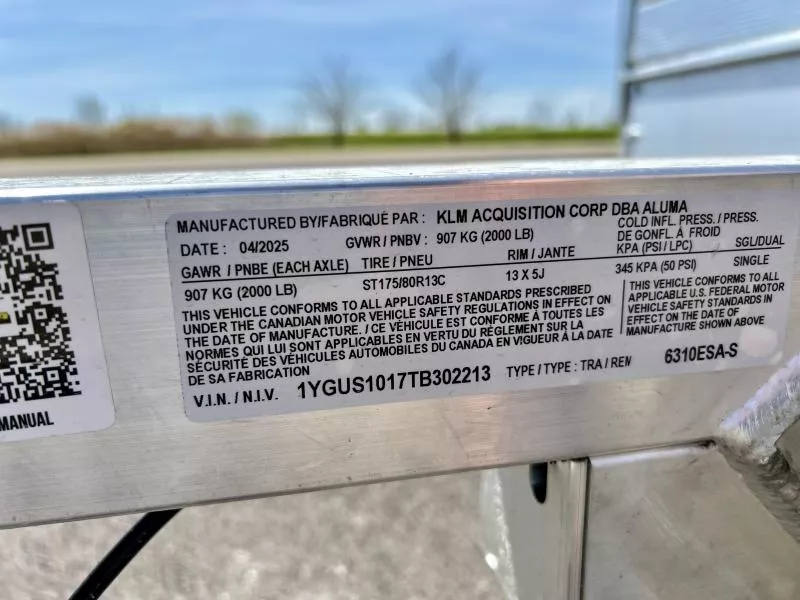 MANUFACTURED BY/FABRIQUÉ PAR : KLM ACQUISITION CORP DBA ALUMA
DATE : 04/2025 GVWR / PNBV : 907 KG (2000 LB)
COLD INFL. PRESS. / PRESS.
DE GONFL. À FROID
KPA (PSI / LPC) SGL/DUAL
GAWR / PNBE (EACH AXLE) TIRE / PNEU RIM / JANTE
907 KG (2000 LB) ST175/80R13C 13 X 5J 345 KPA (50 PSI) SINGLE
THIS VEHICLE CONFORMS TO ALL APPLICABLE STANDARDS PRESCRIBED
UNDER THE CANADIAN MOTOR VEHICLE SAFETY REGULATIONS IN EFFECT ON
THE DATE OF MANUFACTURE. / CE VÉHICULE EST CONFORME À TOUTES LES
NORMES QUI LUI SONT APPLICABLES EN VERTU DU RÈGLEMENT SUR LA
SÉCURITÉ DES VÉHICULES AUTOMOBILES DU CANADA EN VIGUEUR À LA DATE
DE SA FABRICATION
THIS VEHICLE CONFORMS TO ALL
APPLICABLE U.S. FEDERAL MOTOR
VEHICLE SAFETY STANDARDS IN
EFFECT ON THE DATE OF
MANUFACTURE SHOWN ABOVE
V.I.N. / N.I.V. 1YGUS1017TB302213 TYPE / TYPE : TRA / REM 6310ESA-S
MANUAL